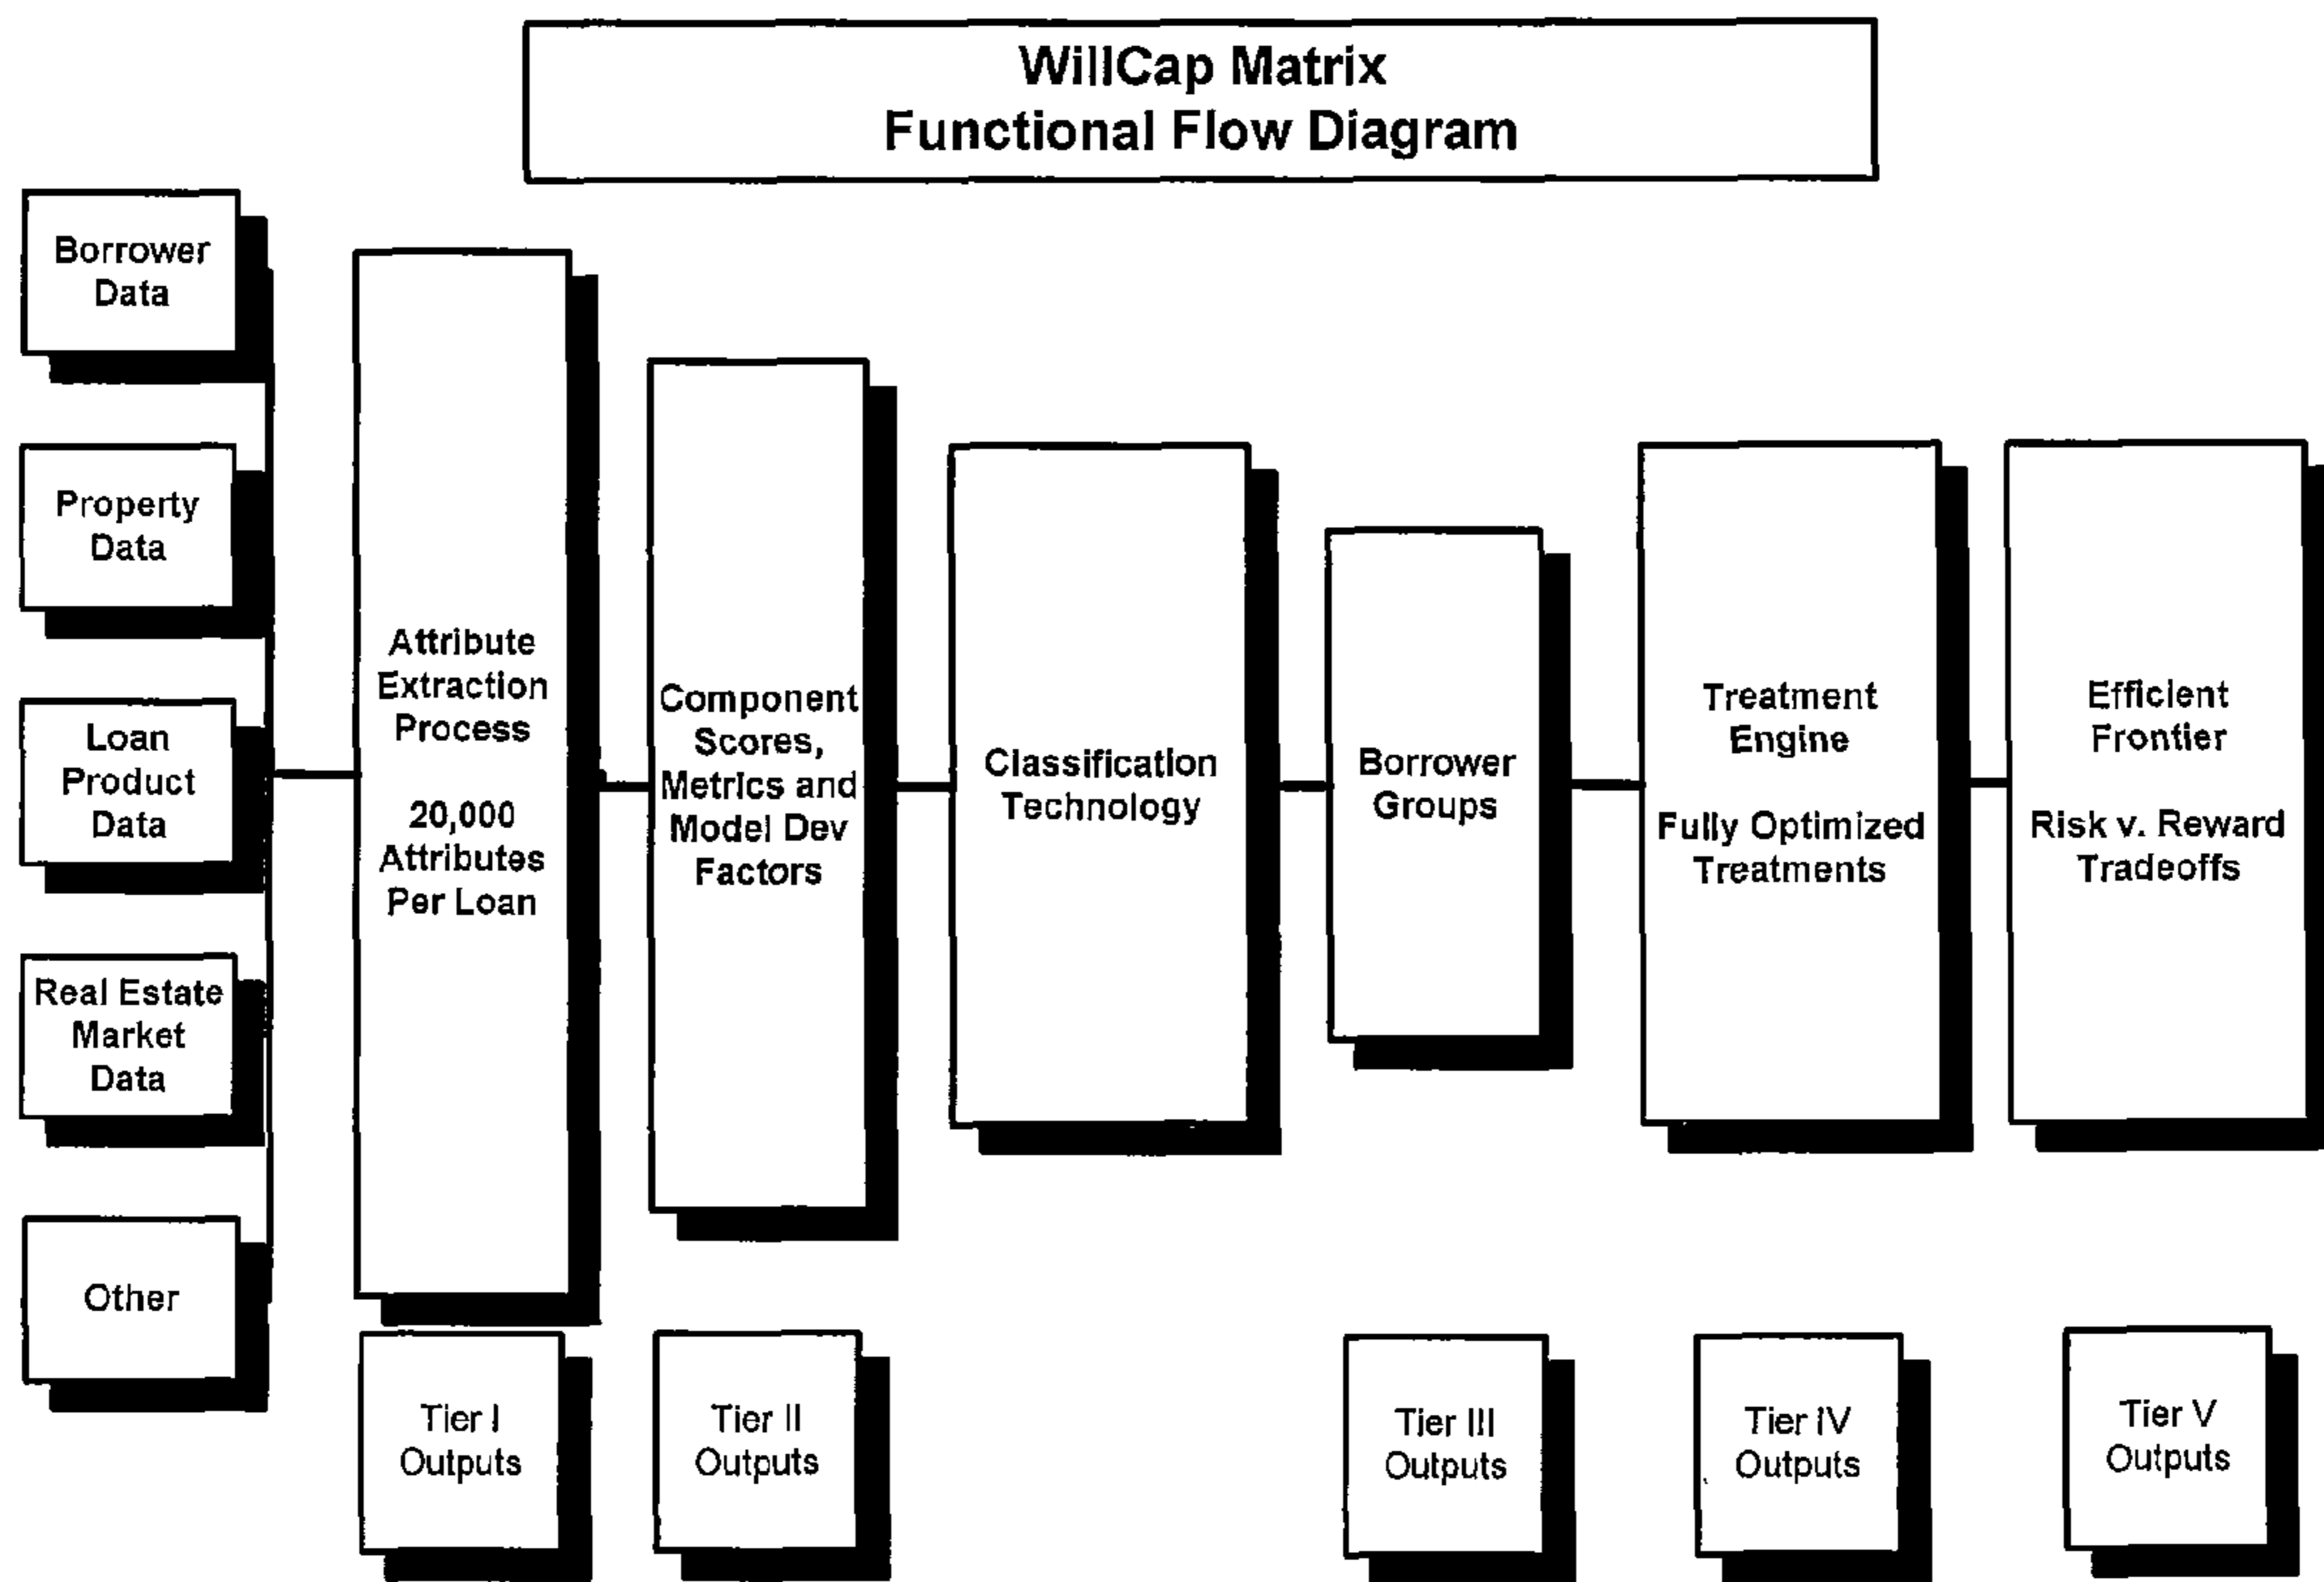 WillCap Matrix
Functional Flow Diagram
Borrower
Data
Property
Data
Loan
Product
Data
Real Estate
Market
Data
Other
Attribute
Extraction
Process
20,000
Attributes
Per Loan
Component
Scores,
Metrics and
Model Dev
Factors
Classification
Technology
Borrower
Groups
Treatment
Engine
Fully Optimized
Treatments
Efficient
Frontier
Risk v. Reward
Tradeoffs
Tier I
Outputs
Tier II
Outputs
Tier III
Outputs
Tier IV
Outputs
Tier V
Outputs